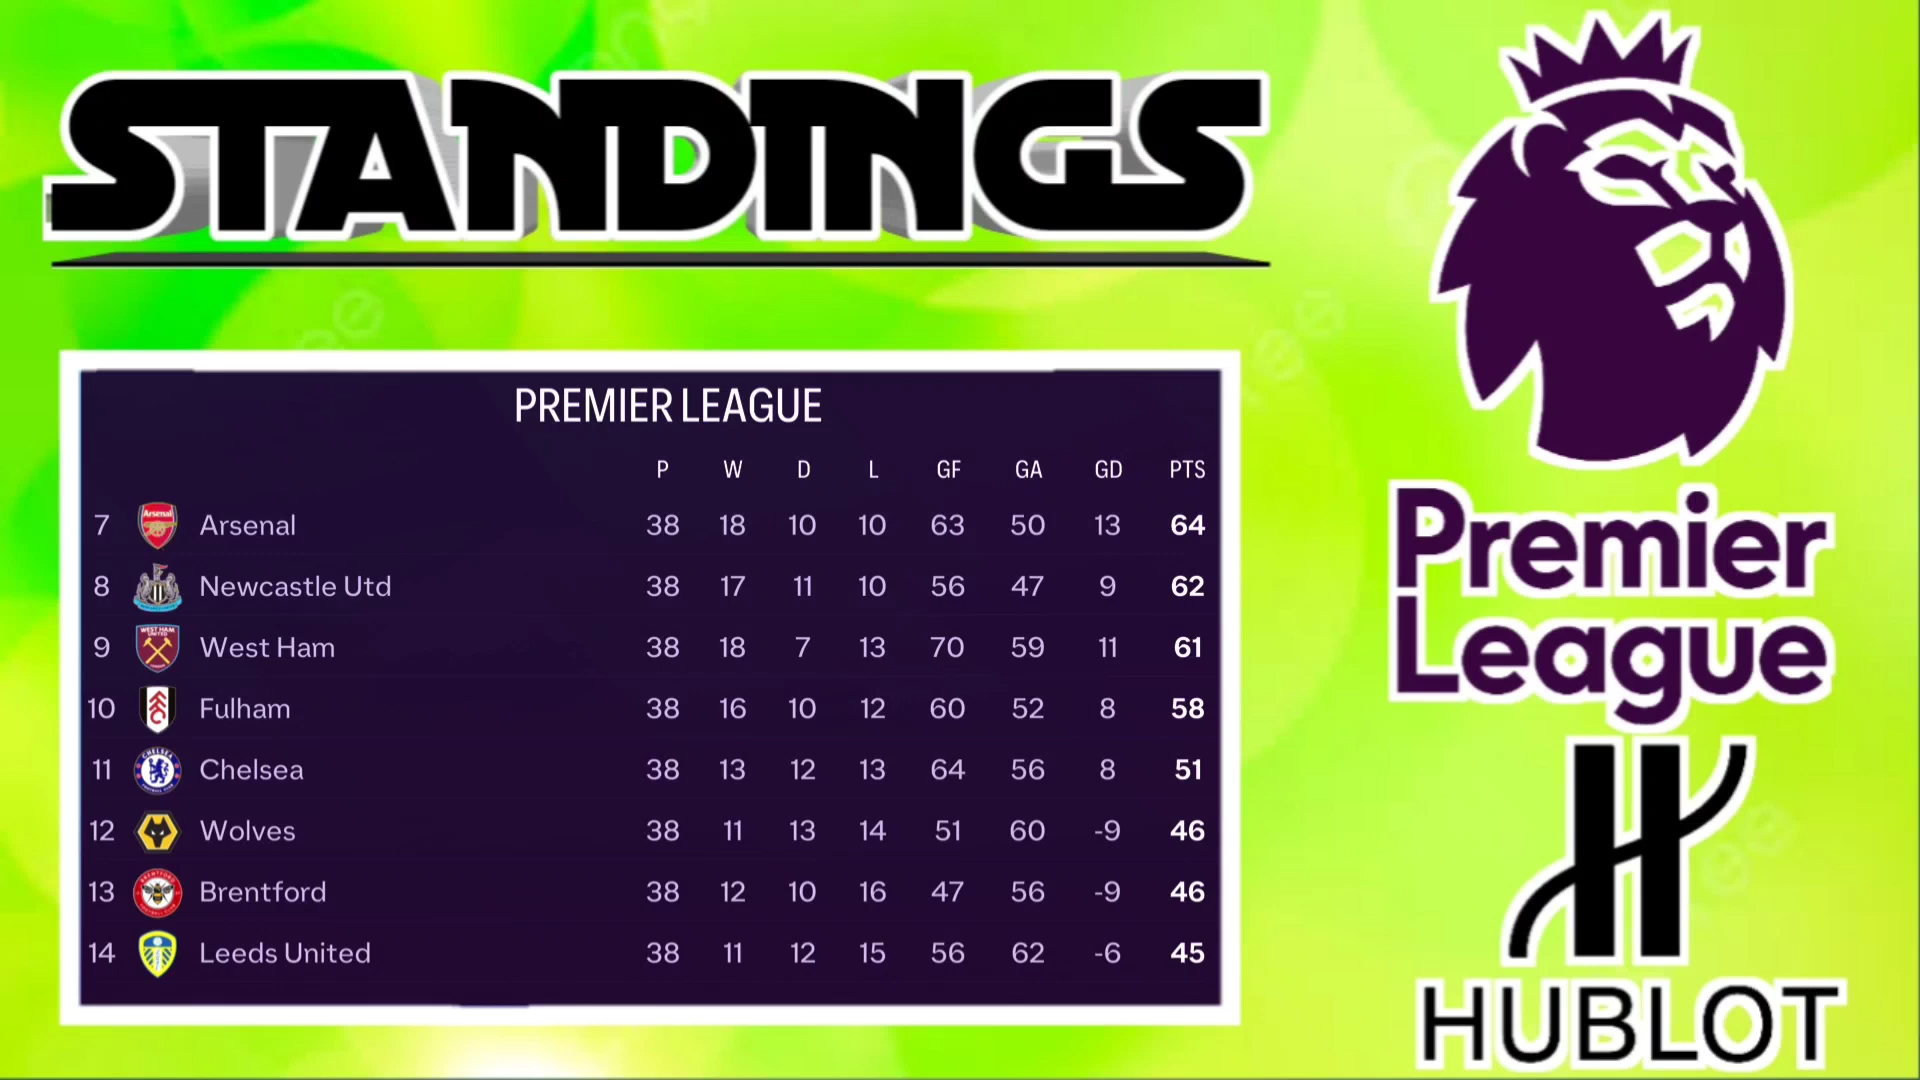 STANDINGS
PREMIER LEAGUE
P W D L GF GA GD PTS
7 Arsenal 38 18 10 10 63 50 13 64
8 Newcastle Utd 38 17 11 10 56 47 9 62
9 West Ham 38 18 7 13 70 59 11 61
10 Fulham 38 16 10 12 60 52 8 58
11 Chelsea 38 13 12 13 64 56 8 51
12 Wolves 38 11 13 14 51 60 -9 46
13 Brentford 38 12 10 16 47 56 -9 46
14 Leeds United 38 11 12 15 56 62 -6 45
Premier
League
HUBLOT